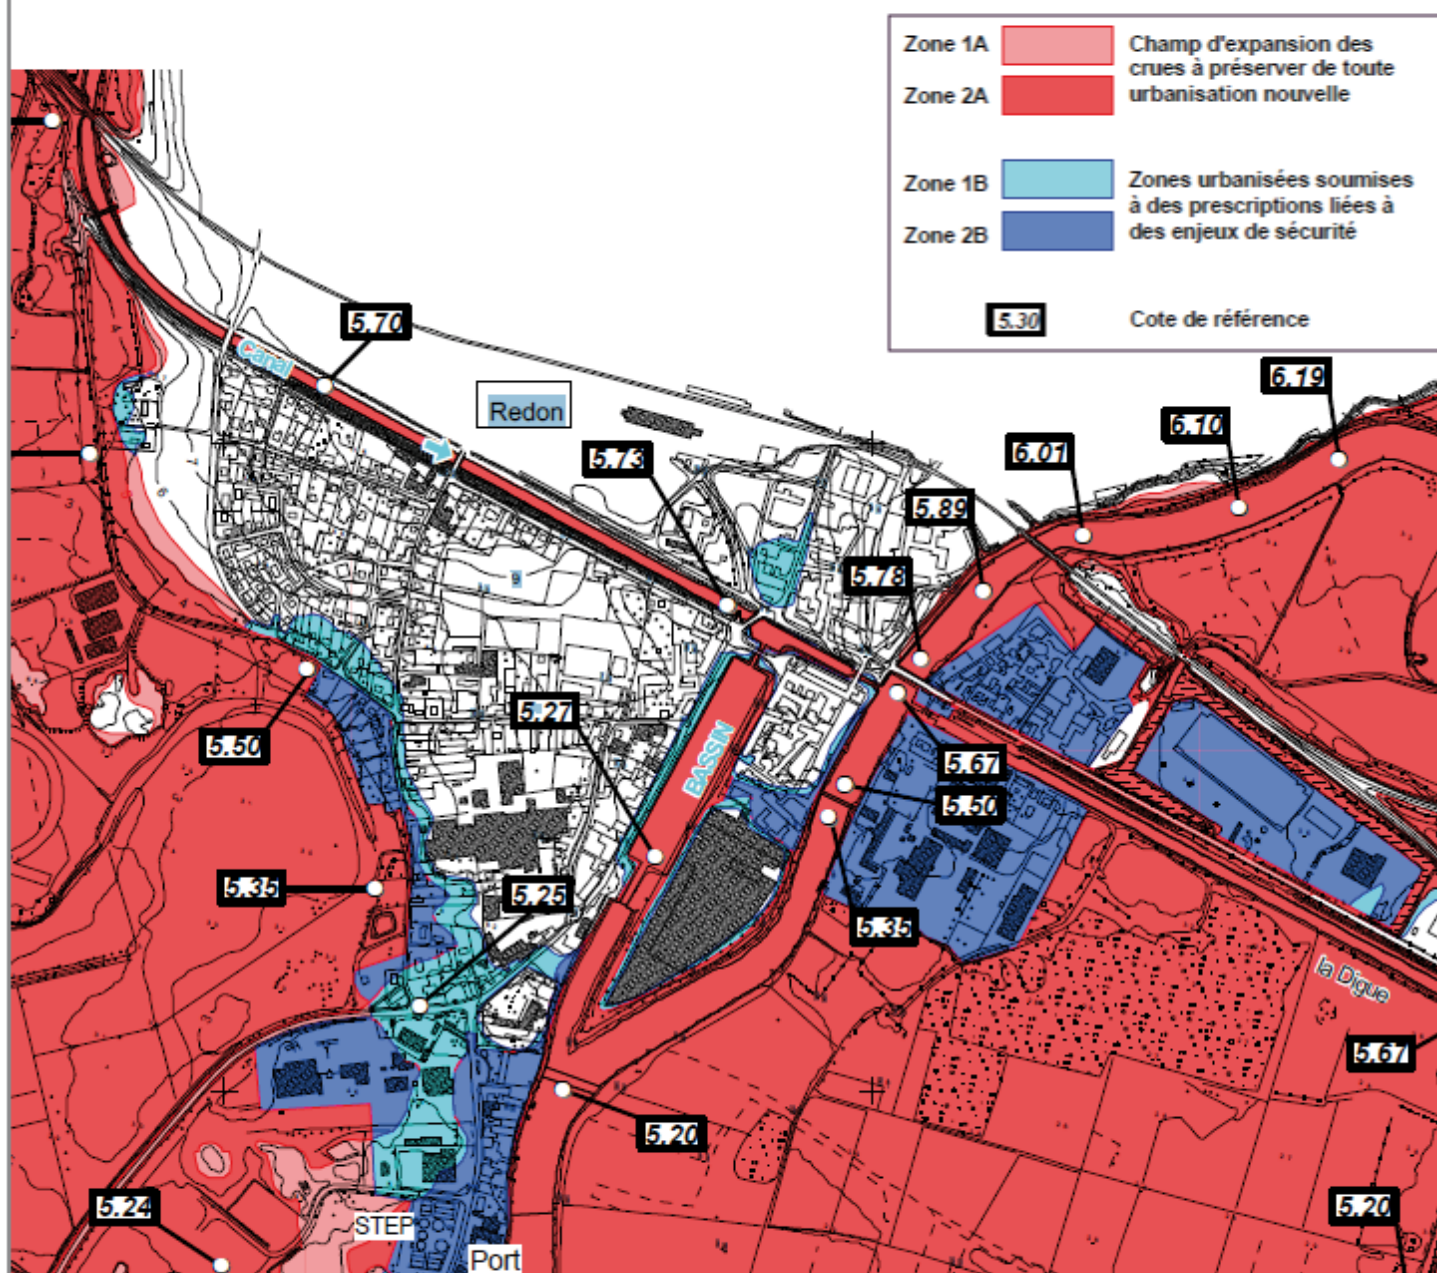 Zone 1A
Champ d'expansion des
crues à préserver de toute
Zone 2A
urbanisation nouvelle
Zone 1B
Zones urbanisées soumises
à des prescriptions liées à
Zone 2B
des enjeux de sécurité
5.30
Cote de référence
5.70
Canal
Redon
6.19
6.10
6.01
5.73
5.89
5.78
5.27
5.50
BASSIN
5.67
5.50
5.35
5.25
5.35
la Digue
5.67
5.20
5.24
5.20
STEP
Port